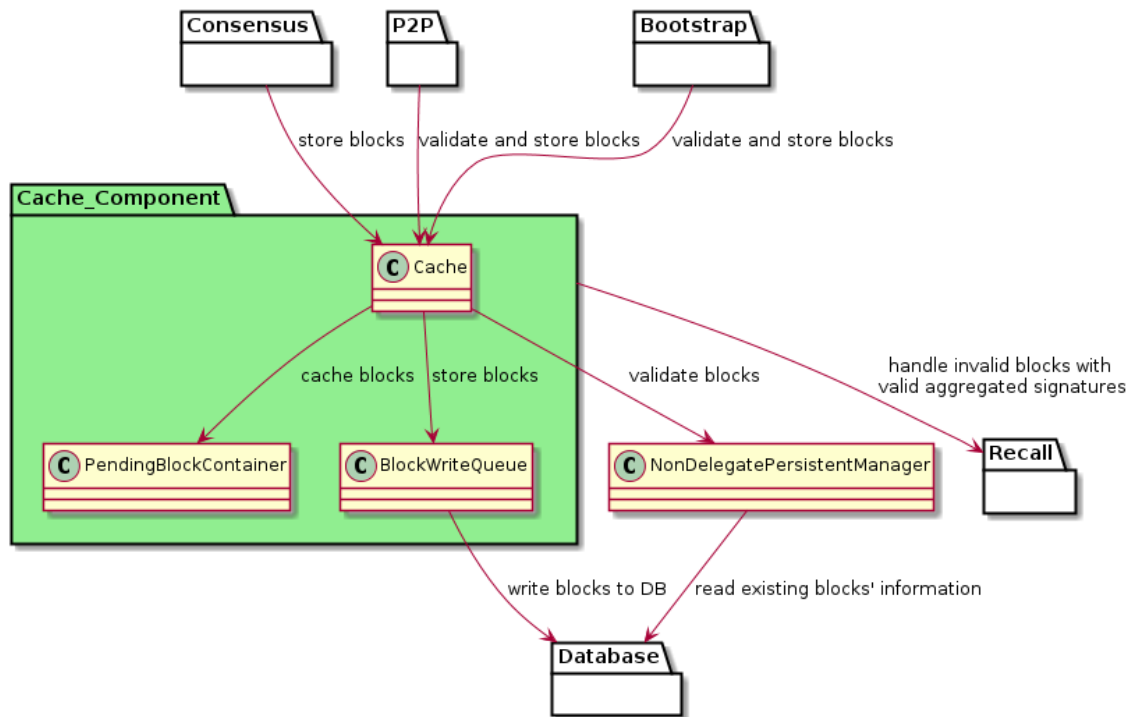 Consensus
P2P
Bootstrap
store blocks
validate and store blocks
validate and store blocks
Cache_Component
C Cache
handle invalid blocks with
valid aggregated signatures
cache blocks
store blocks
validate blocks
C PendingBlockContainer
C BlockWriteQueue
C NonDelegatePersistentManager
Recall
write blocks to DB
read existing blocks' information
Database